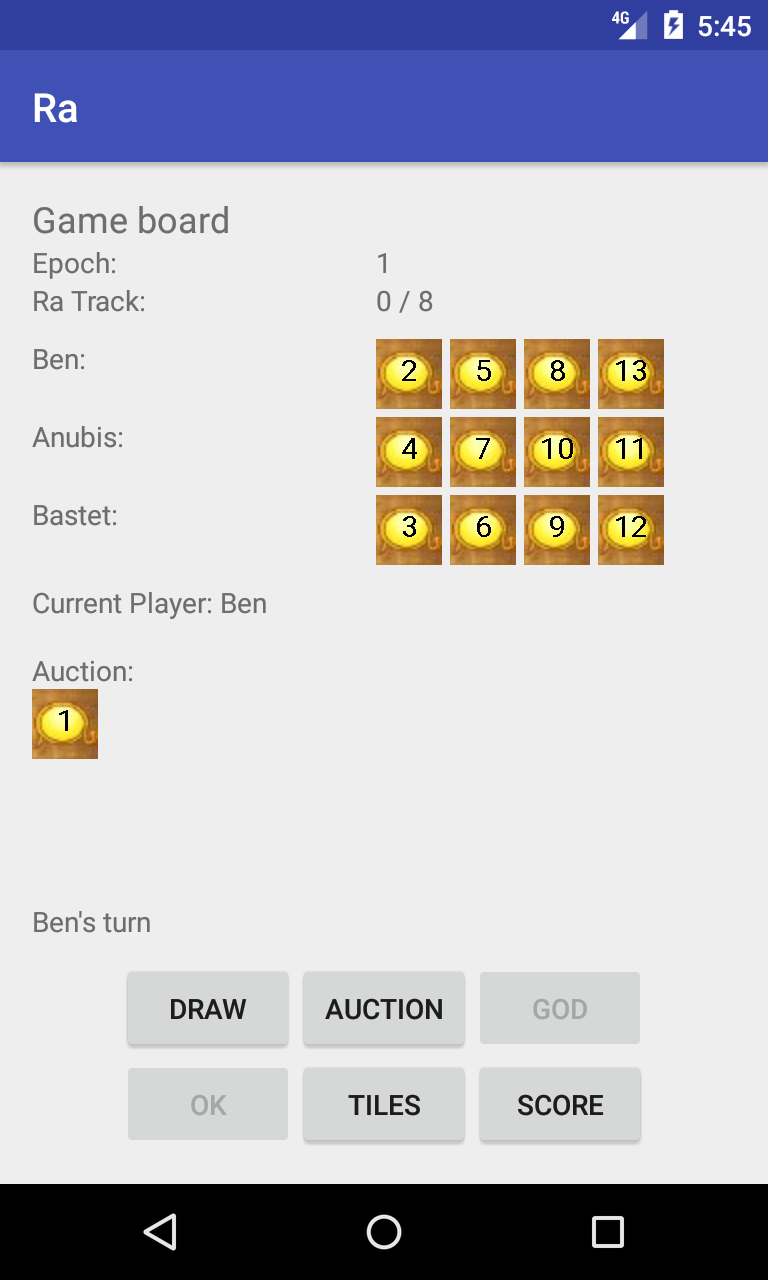 4G 5:45
Ra
Game board
Epoch: 1
Ra Track: 0 / 8
Ben: 2 5 8 13
Anubis: 4 7 10 11
Bastet: 3 6 9 12
Current Player: Ben
Auction:
1
Ben's turn
DRAW AUCTION GOD
OK TILES SCORE